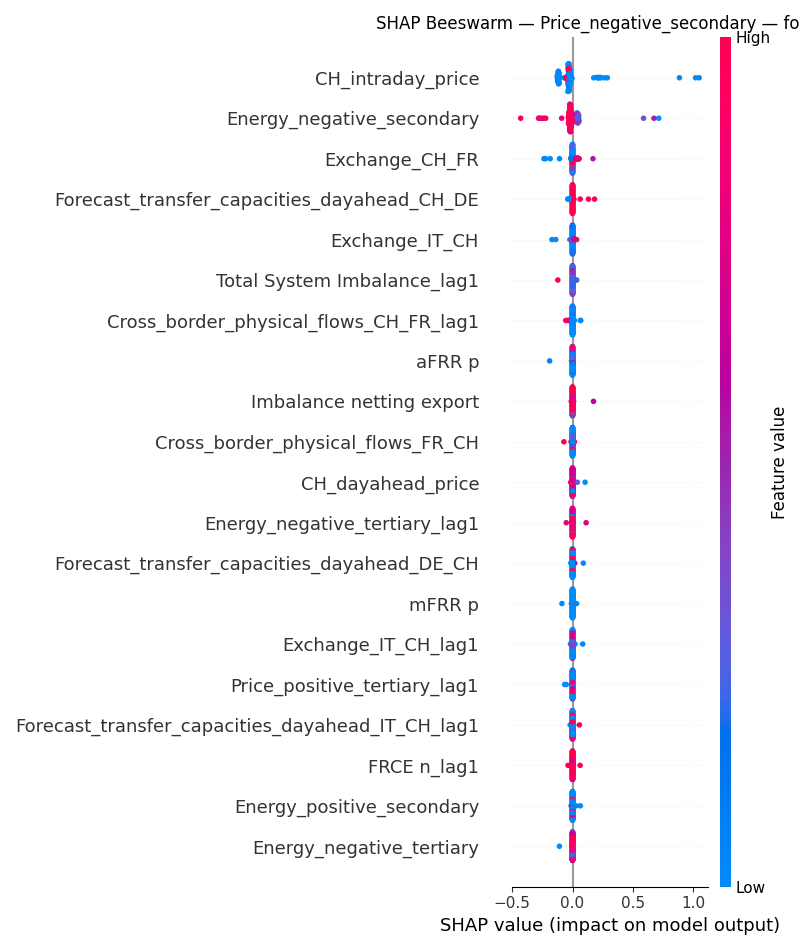 SHAP Beeswarm — Price_negative_secondary — fo
High
CH_intraday_price
Energy_negative_secondary
Exchange_CH_FR
Forecast_transfer_capacities_dayahead_CH_DE
Exchange_IT_CH
Total System Imbalance_lag1
Cross_border_physical_flows_CH_FR_lag1
aFRR p
Imbalance netting export
Cross_border_physical_flows_FR_CH
CH_dayahead_price
Energy_negative_tertiary_lag1
Forecast_transfer_capacities_dayahead_DE_CH
mFRR p
Exchange_IT_CH_lag1
Price_positive_tertiary_lag1
Forecast_transfer_capacities_dayahead_IT_CH_lag1
FRCE n_lag1
Energy_positive_secondary
Energy_negative_tertiary
Feature value
Low
−0.5 0.0 0.5 1.0
SHAP value (impact on model output)